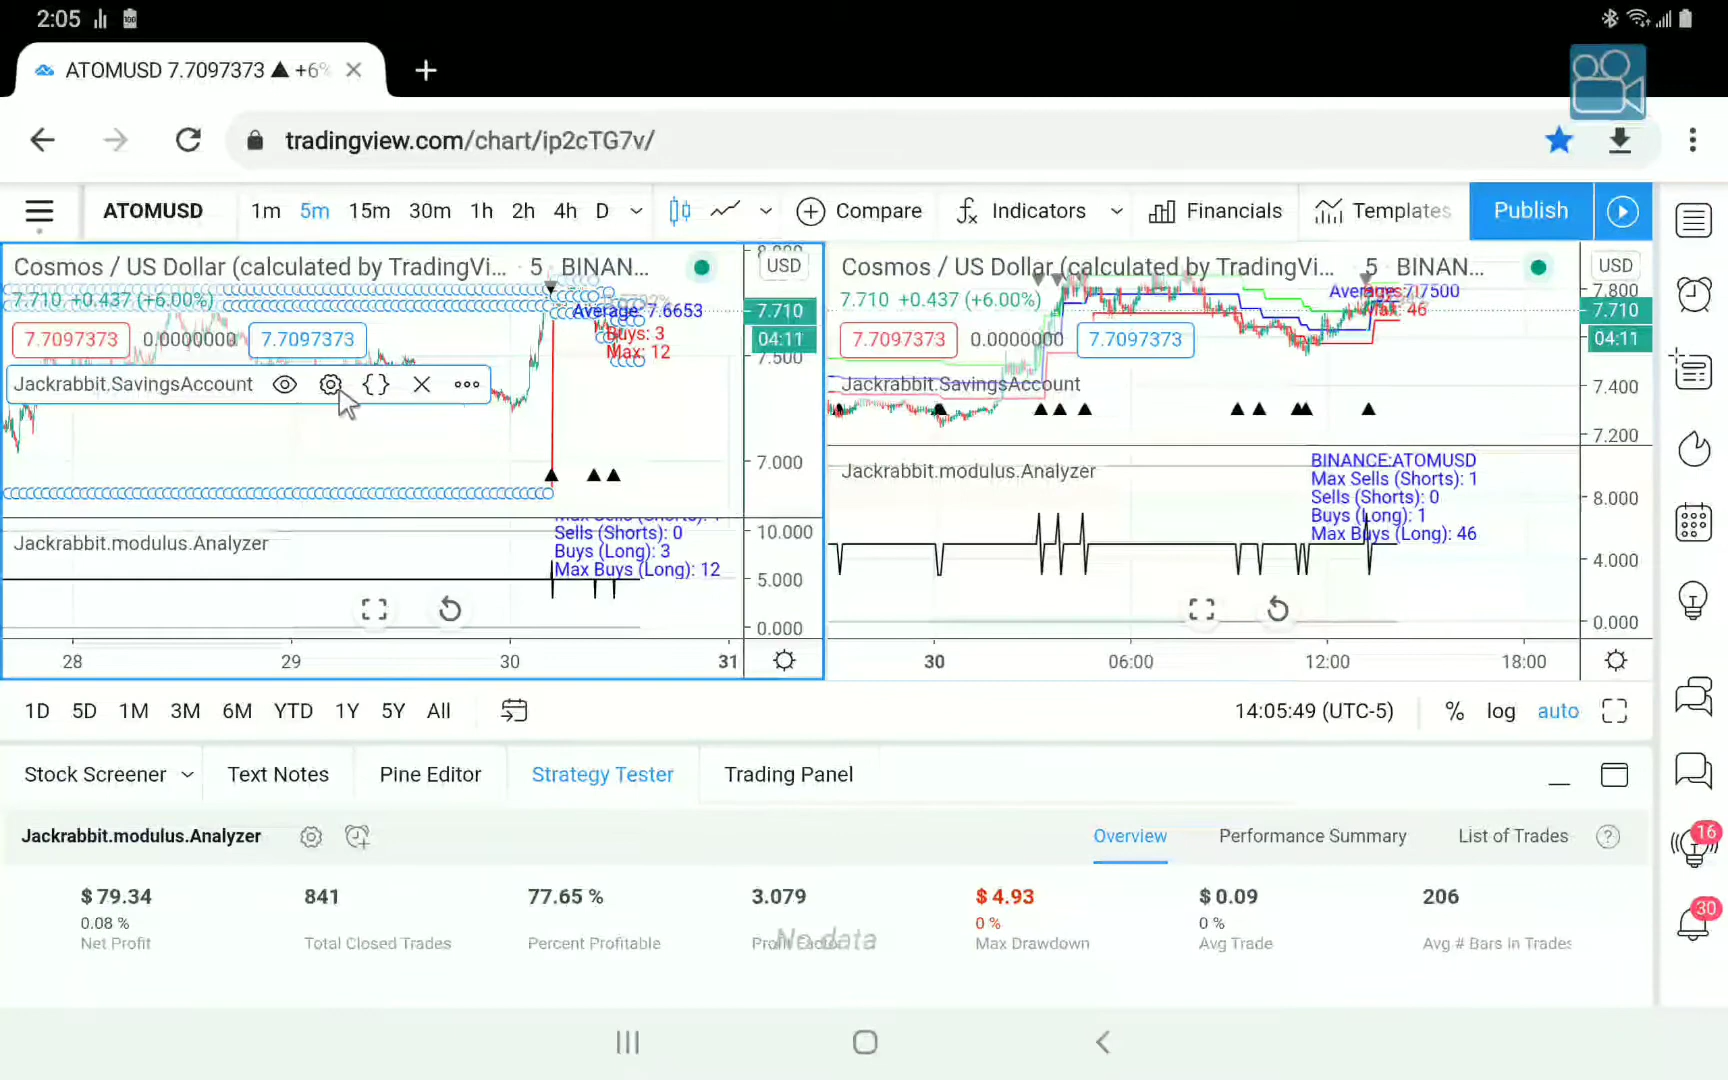 2:05
ATOMUSD 7.7097373 ▲ +6%
tradingview.com/chart/ip2cTG7v/
ATOMUSD 1m 5m 15m 30m 1h 2h 4h D Compare Indicators Financials Templates Publish
Cosmos / US Dollar (calculated by TradingVi... · 5 BINAN...
8.000
USD
7.710 +0.437 (+6.00%)
Average: 7.6653
7.710
7.7097373 0.0000000 7.7097373
Buys: 3
04:11
Max: 12
7.500
Jackrabbit.SavingsAccount
7.000
Jackrabbit.modulus.Analyzer
Max Sells (Shorts): 1
Sells (Shorts): 0
Buys (Long): 3
Max Buys (Long): 12
10.000
5.000
0.000
28 29 30 31
Cosmos / US Dollar (calculated by TradingVi... 5 BINAN...
USD
7.800
7.710 +0.437 (+6.00%)
Average: 7.7500
Max: 46
7.710
7.7097373 0.0000000 7.7097373
04:11
Jackrabbit.SavingsAccount
7.400
7.200
Jackrabbit.modulus.Analyzer
BINANCE:ATOMUSD
Max Sells (Shorts): 1
Sells (Shorts): 0
Buys (Long): 1
Max Buys (Long): 46
8.000
4.000
0.000
30 06:00 12:00 18:00
1D 5D 1M 3M 6M YTD 1Y 5Y All
14:05:49 (UTC-5) % log auto
Stock Screener Text Notes Pine Editor Strategy Tester Trading Panel
Jackrabbit.modulus.Analyzer
Overview Performance Summary List of Trades
$ 79.34 841 77.65 % 3.079 $ 4.93 $ 0.09 206
0.08 % 0 % 0 %
Net Profit Total Closed Trades Percent Profitable Profit Factor Max Drawdown Avg Trade Avg # Bars In Trades
No data
16
30